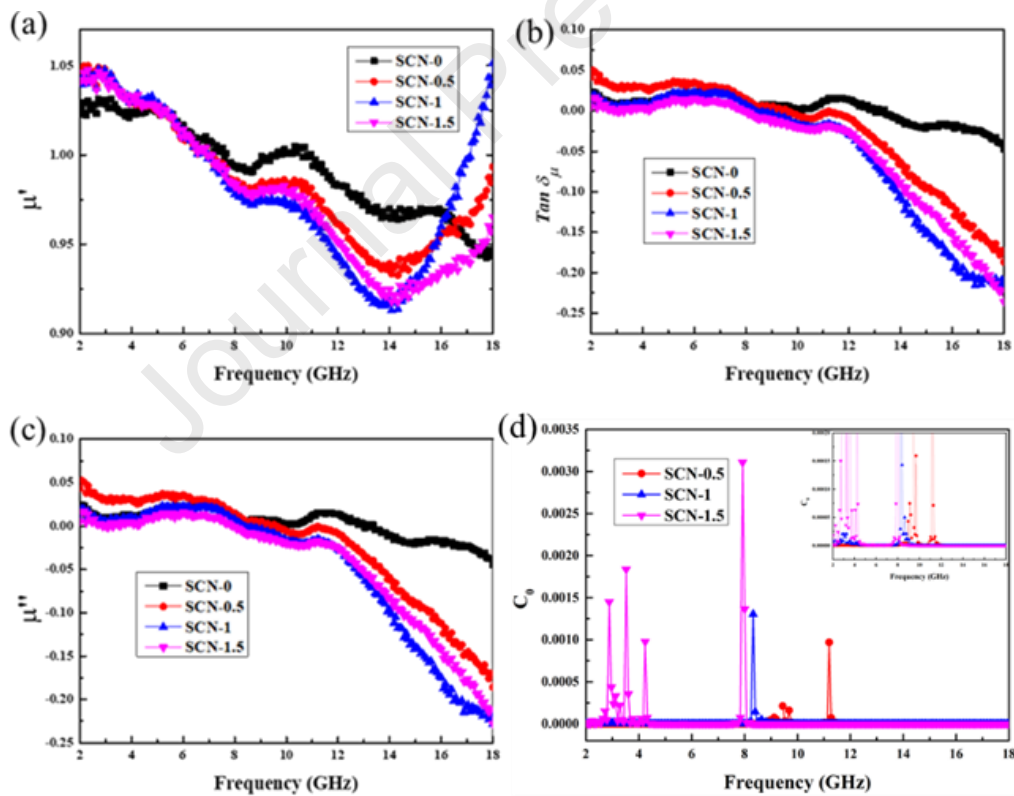 Journal Pre
(a)
1.05
1.00
0.95
0.90
μ'
SCN-0
SCN-0.5
SCN-1
SCN-1.5
2 4 6 8 10 12 14 16 18
Frequency (GHz)
(b)
0.10
0.05
0.00
-0.05
-0.10
-0.15
-0.20
-0.25
Tan δμ
SCN-0
SCN-0.5
SCN-1
SCN-1.5
2 4 6 8 10 12 14 16 18
Frequency (GHz)
(c)
0.10
0.05
0.00
-0.05
-0.10
-0.15
-0.20
-0.25
μ"
SCN-0
SCN-0.5
SCN-1
SCN-1.5
2 4 6 8 10 12 14 16 18
Frequency (GHz)
(d)
0.0035
0.0030
0.0025
0.0020
0.0015
0.0010
0.0005
0.0000
C0
SCN-0.5
SCN-1
SCN-1.5
2 4 6 8 10 12 14 16 18
Frequency (GHz)
C0
Frequency (GHz)